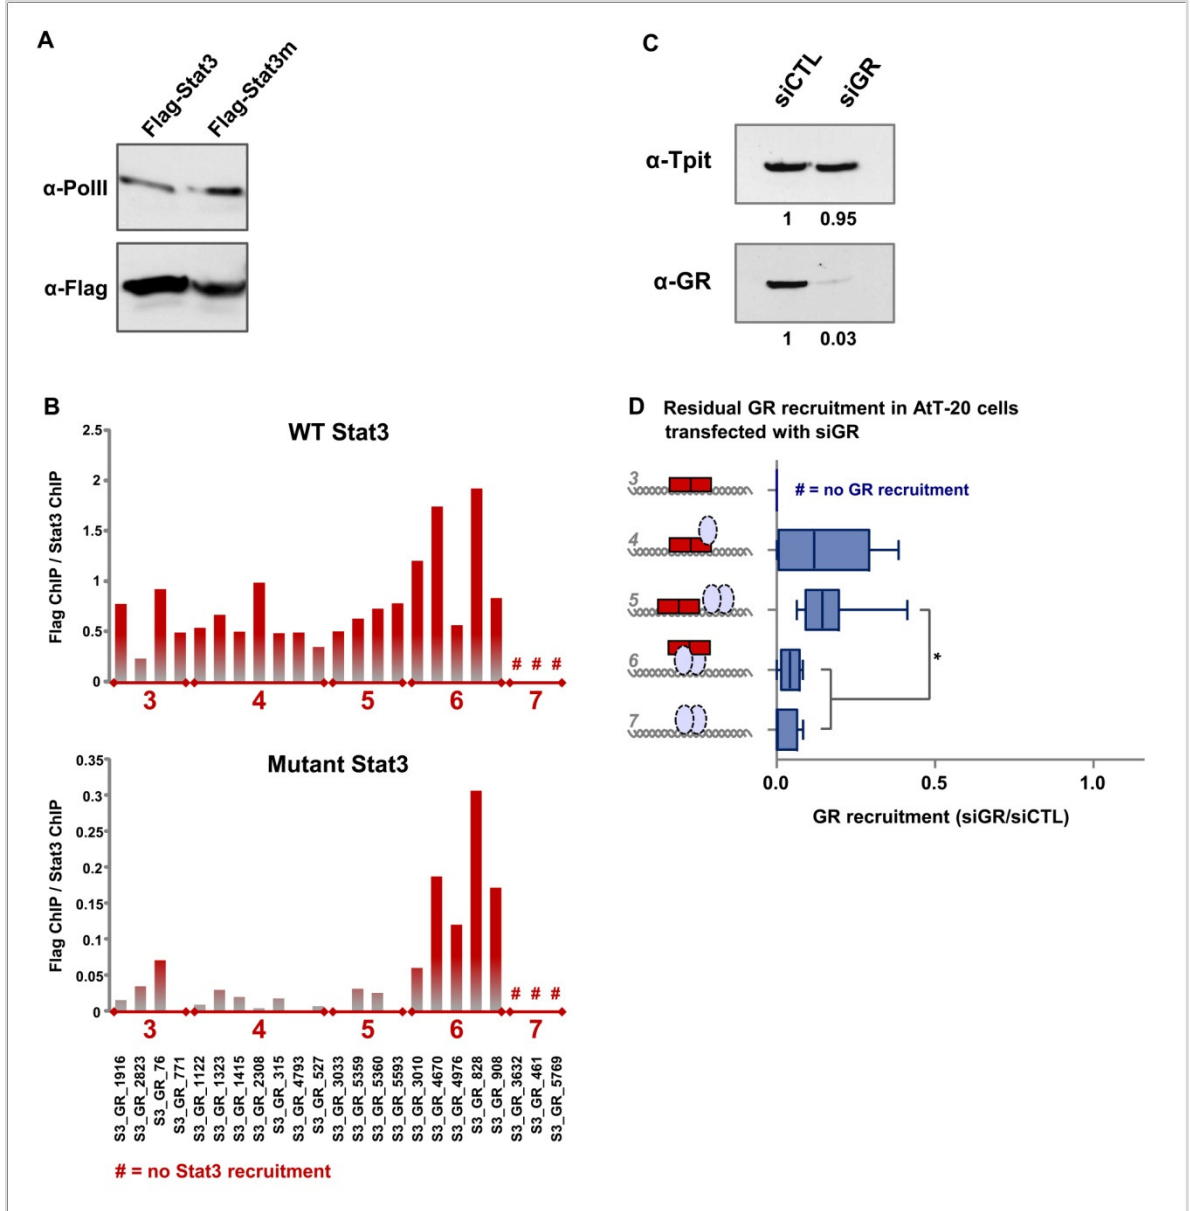 A
Flag-Stat3
Flag-Stat3m
α-PolII
α-Flag
B
WT Stat3
Flag ChIP / Stat3 ChIP
2.5
2
1.5
1
0.5
0
# # #
3 4 5 6 7
Mutant Stat3
Flag ChIP / Stat3 ChIP
0.35
0.3
0.25
0.2
0.15
0.1
0.05
0
# # #
3 4 5 6 7
S3_GR_1916
S3_GR_2823
S3_GR_76
S3_GR_771
S3_GR_1122
S3_GR_1323
S3_GR_1415
S3_GR_2308
S3_GR_315
S3_GR_4793
S3_GR_527
S3_GR_3033
S3_GR_5359
S3_GR_5360
S3_GR_5593
S3_GR_3010
S3_GR_4670
S3_GR_4976
S3_GR_828
S3_GR_908
S3_GR_3632
S3_GR_461
S3_GR_5769
# = no Stat3 recruitment
C
siCTL
siGR
α-Tpit
1 0.95
α-GR
1 0.03
D Residual GR recruitment in AtT-20 cells
transfected with siGR
3
# = no GR recruitment
4
5
6
7
*
0.0 0.5 1.0
GR recruitment (siGR/siCTL)